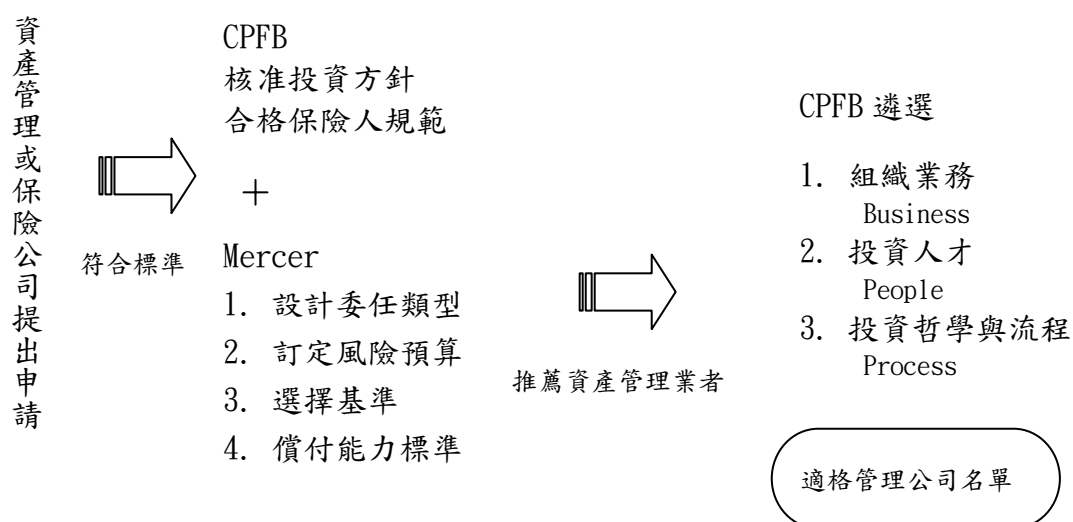 資產管理或保險公司提出申請
符合標準
CPFB
核准投資方針
合格保險人規範
+
Mercer
1. 設計委任類型
2. 訂定風險預算
3. 選擇基準
4. 償付能力標準
推薦資產管理業者
CPFB 遴選
1. 組織業務
Business
2. 投資人才
People
3. 投資哲學與流程
Process
適格管理公司名單